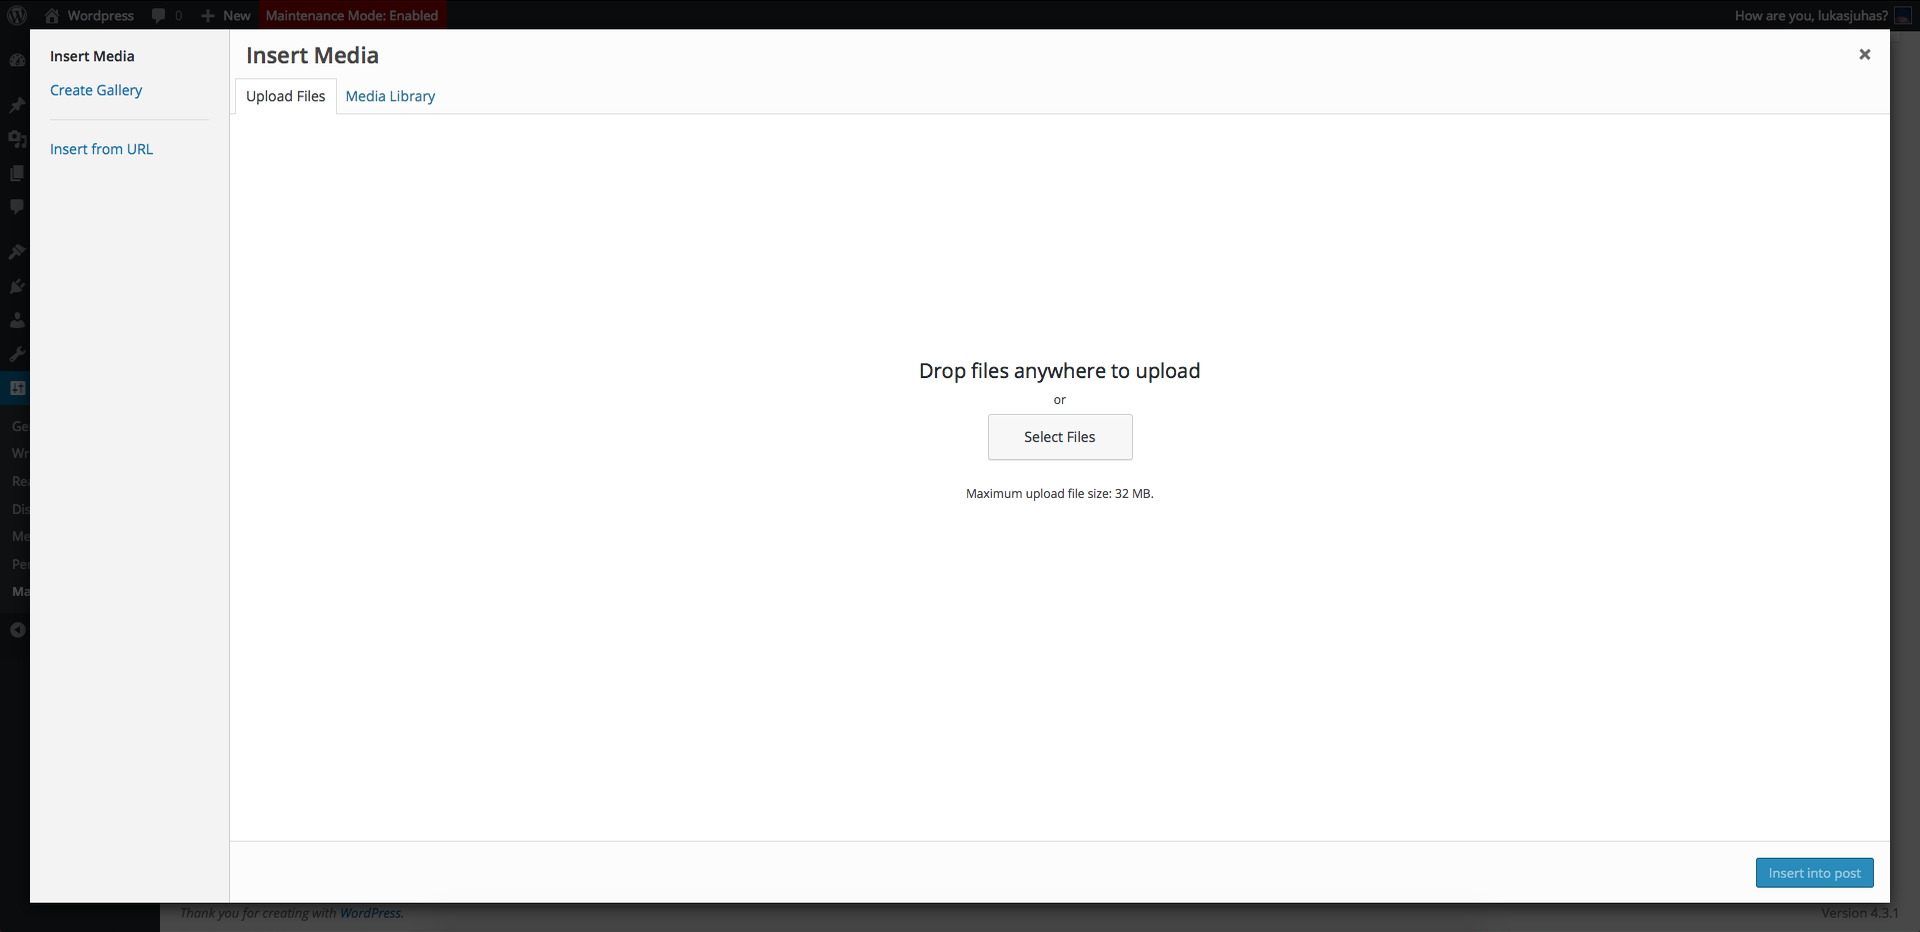 Wordpress 0 New Maintenance Mode: Enabled How are you, lukasjuhas?
Insert Media
Create Gallery
Insert from URL
Insert Media
Upload Files Media Library
Drop files anywhere to upload
or
Select Files
Maximum upload file size: 32 MB.
Insert into post
Ge
Wr
Rea
Dis
Me
Per
Ma
Thank you for creating with WordPress.
Version 4.3.1